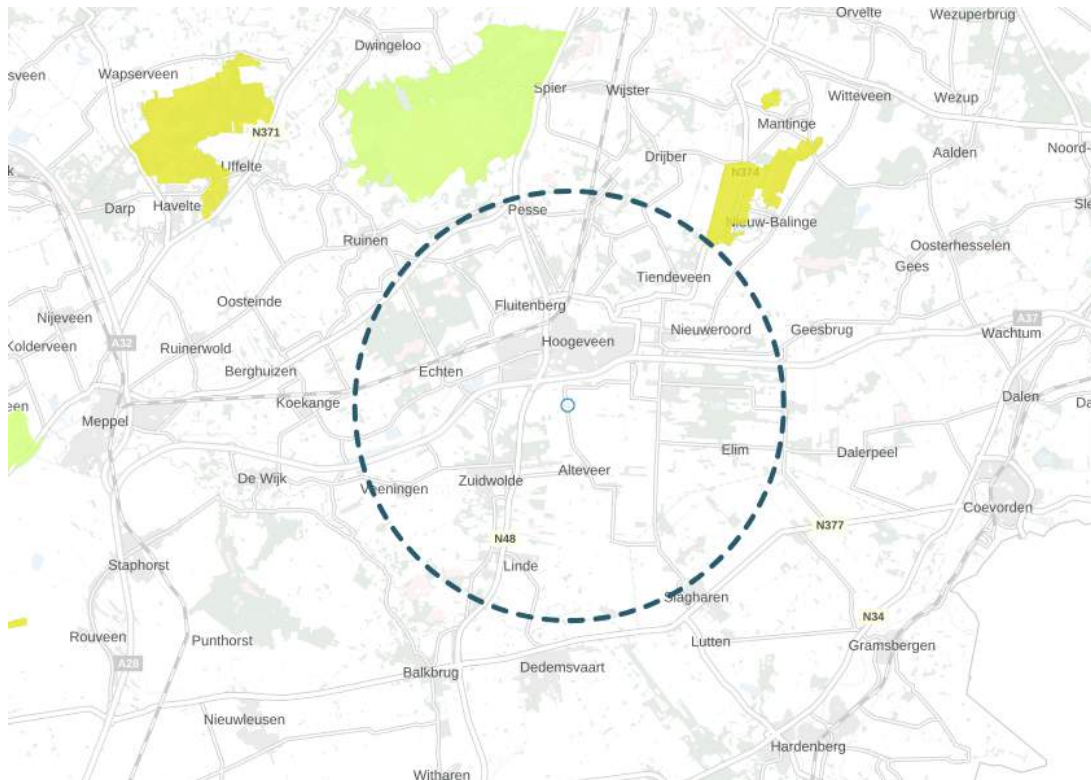 Orvelte
Wezuperbrug
Dwingeloo
sveen
Wapserveen
Spier
Wijster
Witteveen
Wezup
N371
Mantinge
Uffelte
Drijber
Aalden
Noord-
N374
Darp
Havelte
Pesse
Nieuw-Balinge
Sle
Ruinen
Oosterhesselen
Gees
Tiendeveen
Oosteinde
Fluitenberg
Nijeveen
A37
Nieuweroord
Geesbrug
Wachtum
A32
Kolderveen
Ruinerwold
Hoogeveen
Berghuizen
Echten
Dalen
een
Koekange
Da
Meppel
Elim
Dalerpeel
Alteveer
De Wijk
Zuidwolde
Veeningen
Coevorden
N377
N48
Staphorst
Linde
Slagharen
N34
Rouveen
Punthorst
Lutten
Gramsbergen
A28
Dedemsvaart
Balkbrug
Nieuwleusen
Hardenberg
Witharen